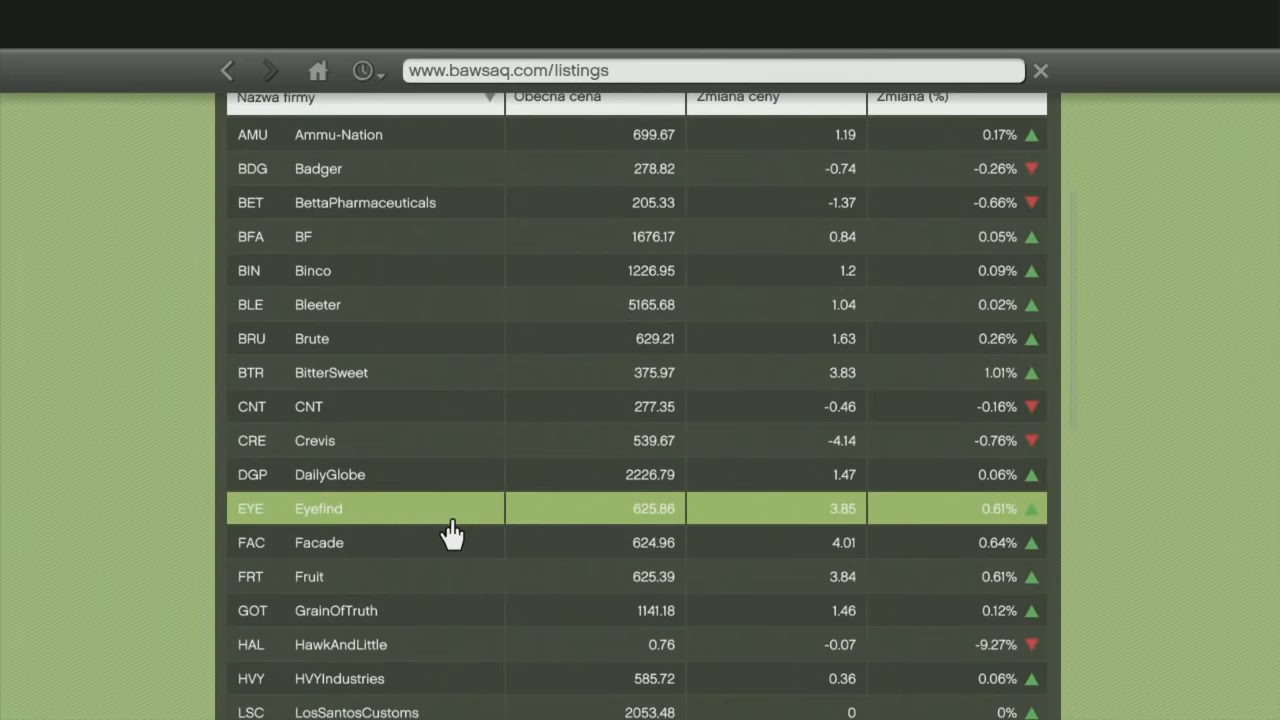 www.bawsaq.com/listings
Nazwa firmy Obecna cena Zmiana ceny Zmiana (%)
AMU Ammu-Nation 699.67 1.19 0.17%
BDG Badger 278.82 -0.74 -0.26%
BET BettaPharmaceuticals 205.33 -1.37 -0.66%
BFA BF 1676.17 0.84 0.05%
BIN Binco 1226.95 1.2 0.09%
BLE Bleeter 5165.68 1.04 0.02%
BRU Brute 629.21 1.63 0.26%
BTR BitterSweet 375.97 3.83 1.01%
CNT CNT 277.35 -0.46 -0.16%
CRE Crevis 539.67 -4.14 -0.76%
DGP DailyGlobe 2226.79 1.47 0.06%
EYE Eyefind 625.86 3.85 0.61%
FAC Facade 624.96 4.01 0.64%
FRT Fruit 625.39 3.84 0.61%
GOT GrainOfTruth 1141.18 1.46 0.12%
HAL HawkAndLittle 0.76 -0.07 -9.27%
HVY HVYIndustries 585.72 0.36 0.06%
LSC LosSantosCustoms 2053.48 0 0%